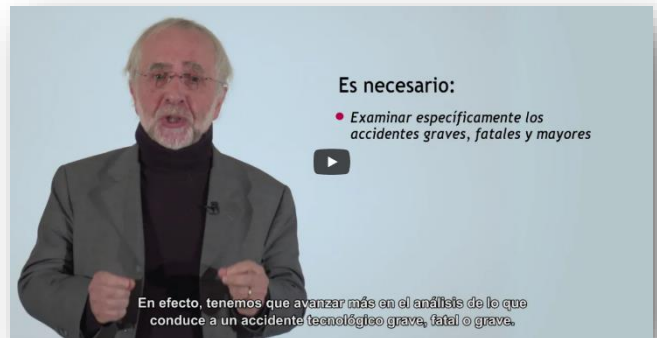 Es necesario:
• Examinar específicamente los
accidentes graves, fatales y mayores
En efecto, tenemos que avanzar más en el análisis de lo que
conduce a un accidente tecnológico grave, fatal o grave.